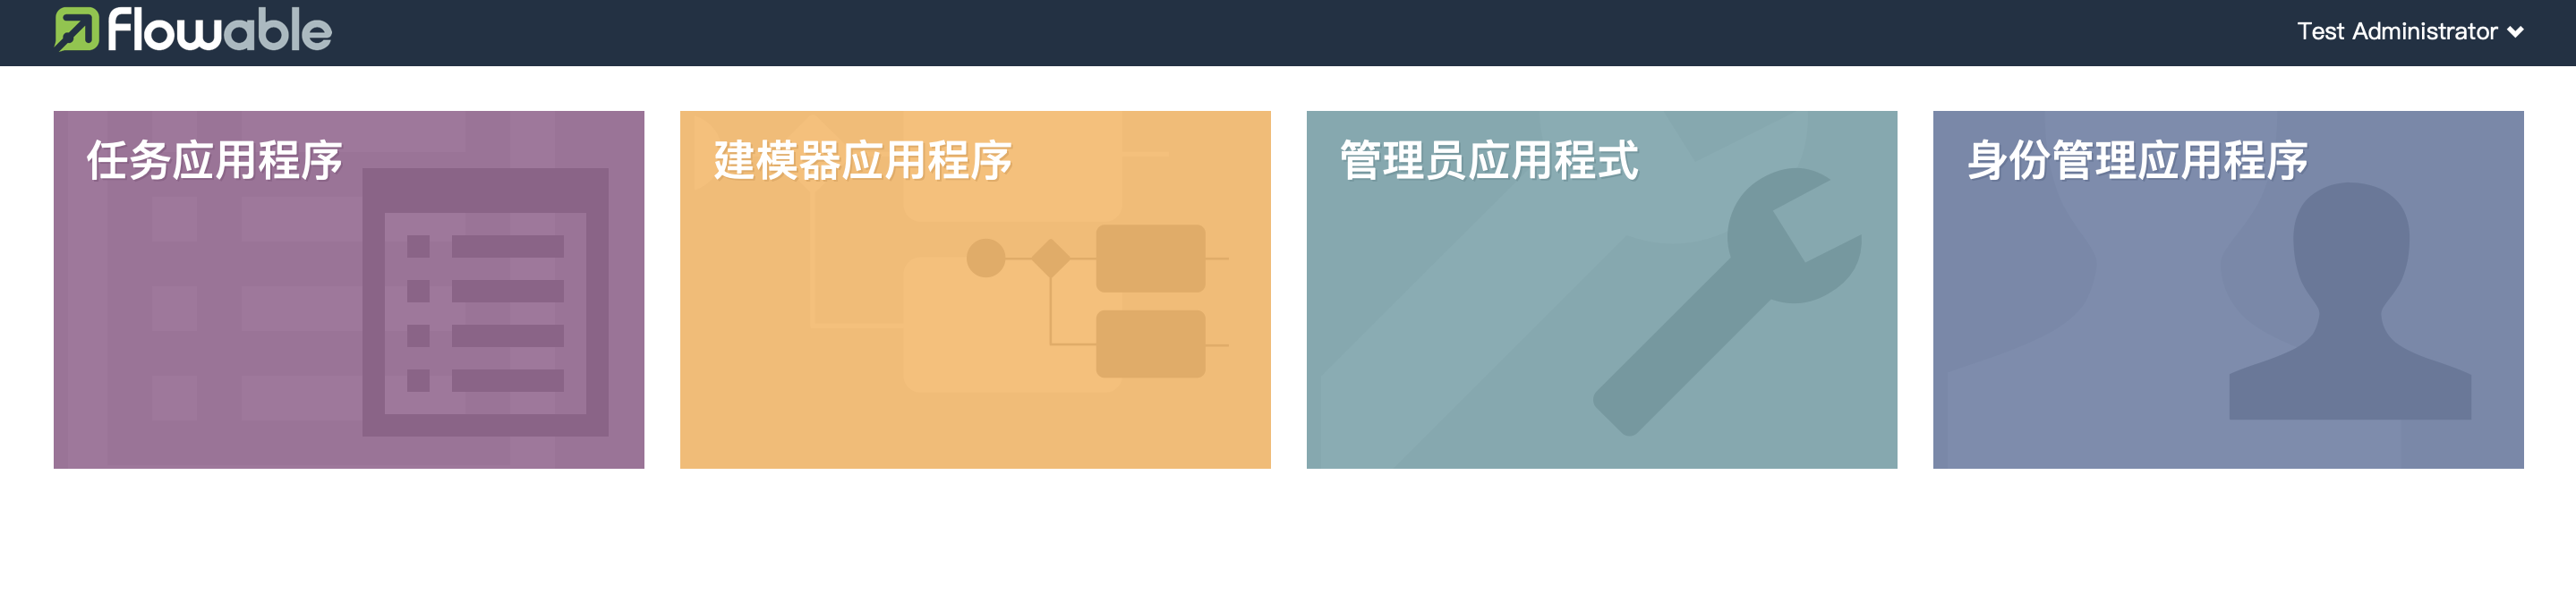 flowable
Test Administrator
任务应用程序
建模器应用程序
管理员应用程式
身份管理应用程序